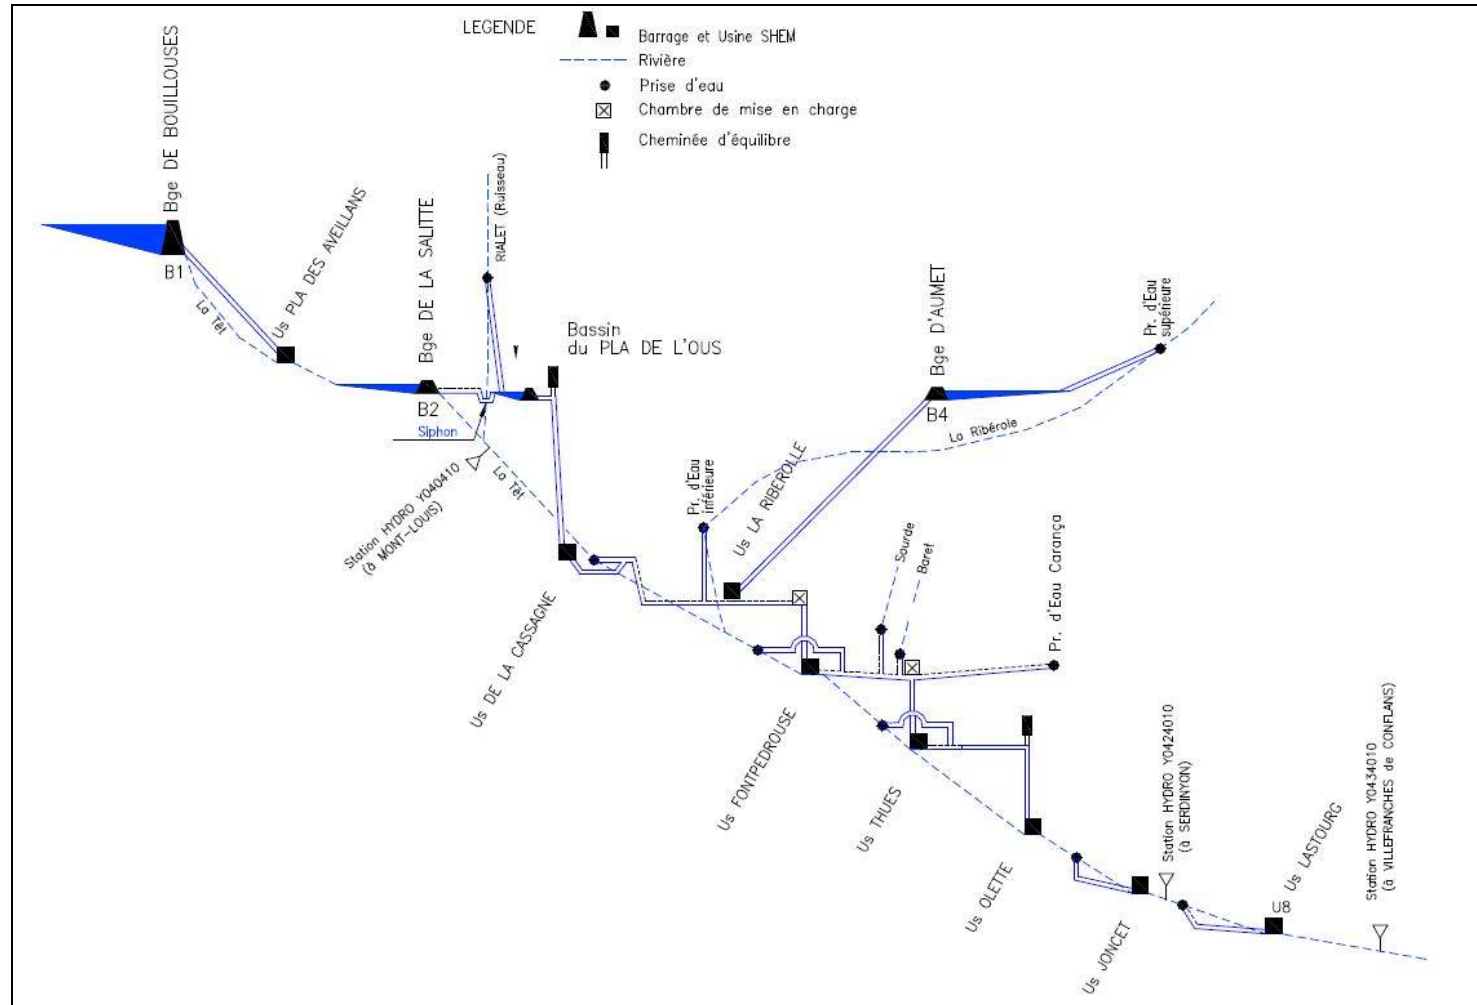 LEGENDE
Barrage et Usine SHEM
Rivière
Prise d'eau
Chambre de mise en charge
Cheminée d'équilibre
Bge DE BOUILLOUSES
B1
La Têt
Us PLA DES AVEILLANS
Bge DE LA SALITTE
B2
Siphon
RIALET (Ruisseau)
Bassin
du PLA DE L'OUS
Station HYDRO Y040410
(à MONT-LOUIS)
La Têt
Us DE LA CASSAGNE
Pr. d'Eau
inférieure
Us LA RIBEROLLE
Bge D'AUMET
B4
La Ribérole
Pr. d'Eau
supérieure
Sourde
Baret
Pr. d'Eau Carança
Us FONTPEDROUSE
Us THUES
Us OLETTE
Us JONCET
Station HYDRO Y0424010
(à SERDINYON)
Us LASTOURG
U8
Station HYDRO Y0434010
(à VILLEFRANCHES de CONFLANS)